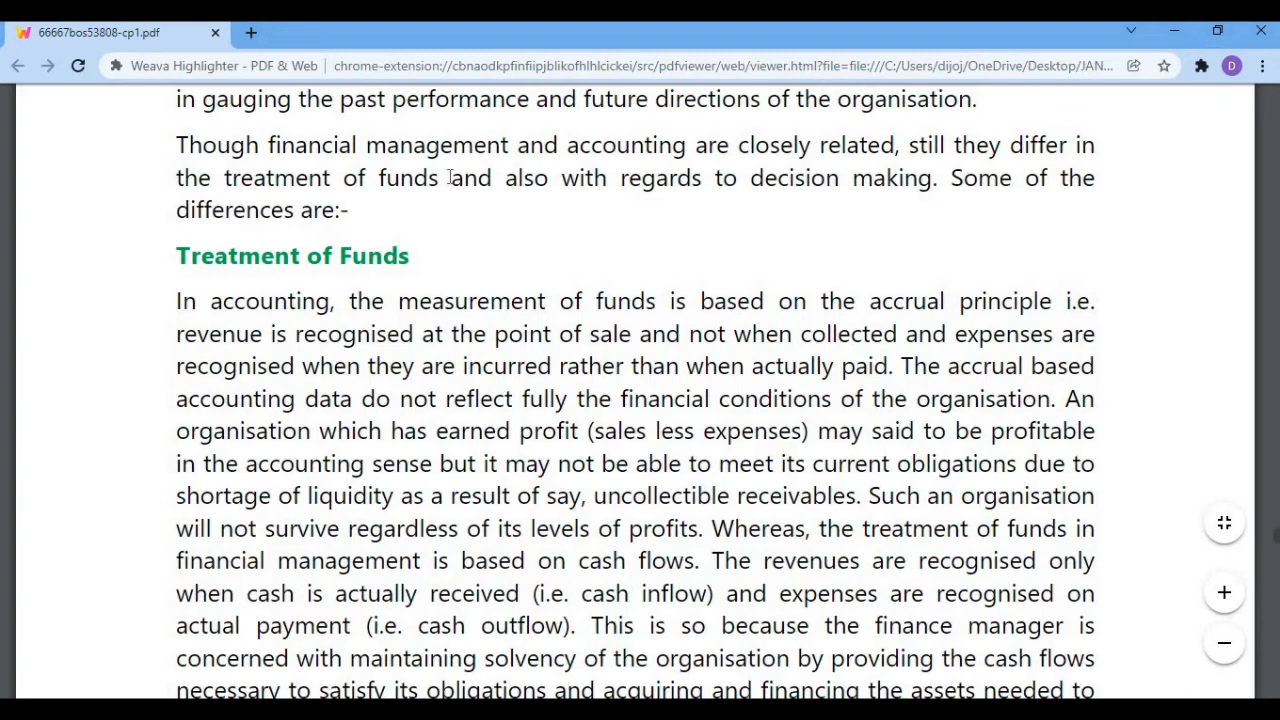 66667bos53808-cp1.pdf
Weava Highlighter - PDF & Web | chrome-extension://cbnaodkpfinfiipjblikofhlhlcickei/src/pdfviewer/web/viewer.html?file=file:///C:/Users/dijoj/OneDrive/Desktop/JAN...
D
in gauging the past performance and future directions of the organisation.
Though financial management and accounting are closely related, still they differ in
the treatment of funds and also with regards to decision making. Some of the
differences are:-
Treatment of Funds
In accounting, the measurement of funds is based on the accrual principle i.e.
revenue is recognised at the point of sale and not when collected and expenses are
recognised when they are incurred rather than when actually paid. The accrual based
accounting data do not reflect fully the financial conditions of the organisation. An
organisation which has earned profit (sales less expenses) may said to be profitable
in the accounting sense but it may not be able to meet its current obligations due to
shortage of liquidity as a result of say, uncollectible receivables. Such an organisation
will not survive regardless of its levels of profits. Whereas, the treatment of funds in
financial management is based on cash flows. The revenues are recognised only
when cash is actually received (i.e. cash inflow) and expenses are recognised on
actual payment (i.e. cash outflow). This is so because the finance manager is
concerned with maintaining solvency of the organisation by providing the cash flows
necessary to satisfy its obligations and acquiring and financing the assets needed to